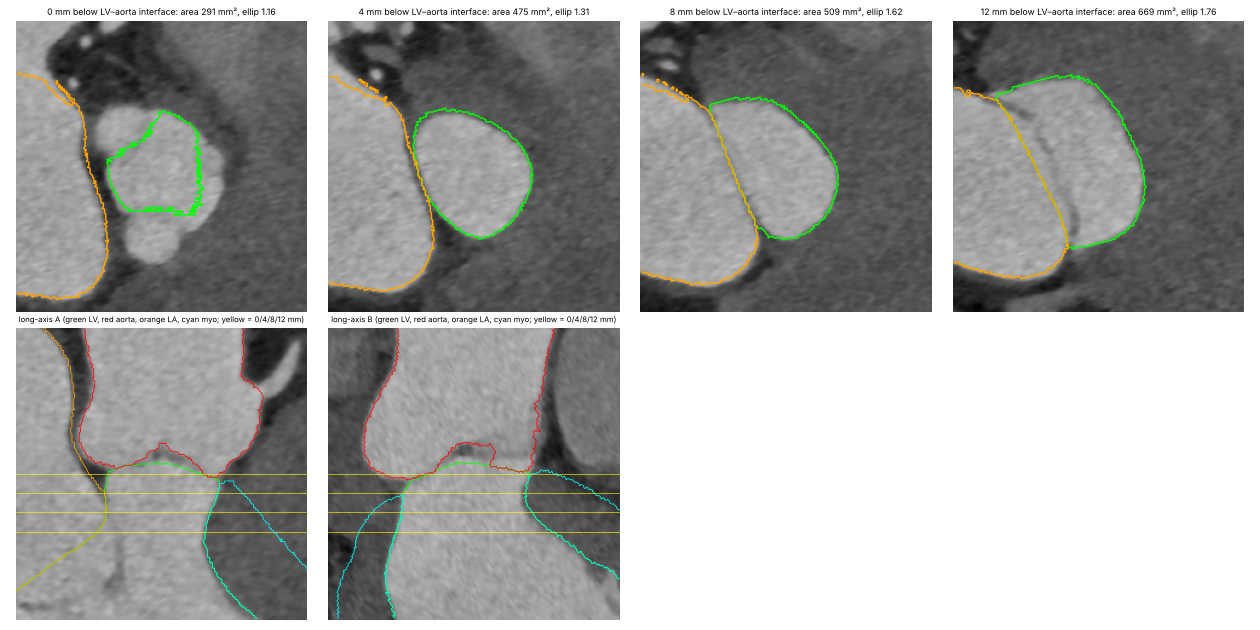 0 mm below LV–aorta interface: area 291 mm², ellip 1.16
4 mm below LV–aorta interface: area 475 mm², ellip 1.31
8 mm below LV–aorta interface: area 509 mm², ellip 1.62
12 mm below LV–aorta interface: area 669 mm², ellip 1.76
long-axis A (green LV, red aorta, orange LA, cyan myo; yellow = 0/4/8/12 mm)
long-axis B (green LV, red aorta, orange LA, cyan myo; yellow = 0/4/8/12 mm)